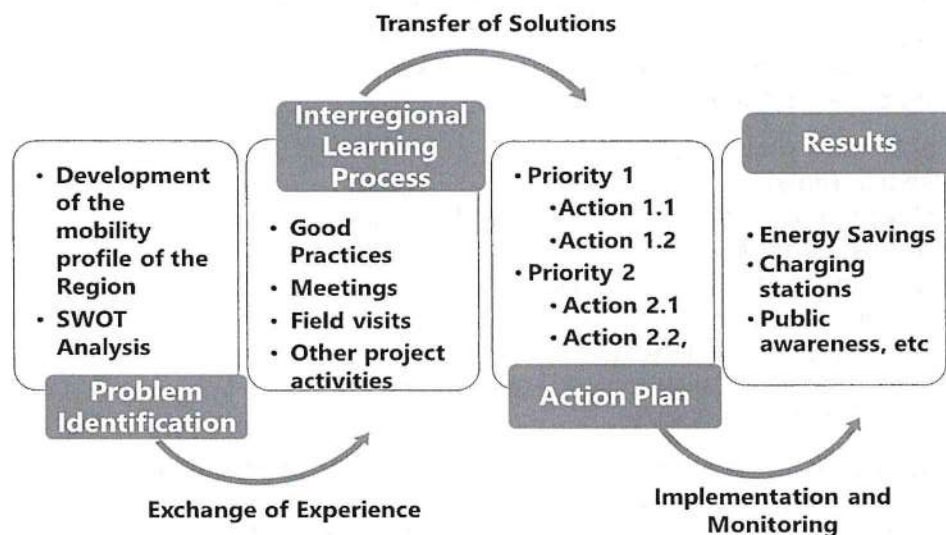 Transfer of Solutions
• Development
of the
mobility
profile of the
Region
• SWOT
Analysis
Problem
Identification
Exchange of Experience
Interregional
Learning
Process
• Good
Practices
• Meetings
• Field visits
• Other project
activities
• Priority 1
• Action 1.1
• Action 1.2
• Priority 2
• Action 2.1
• Action 2.2,
Action Plan
Implementation and
Monitoring
Results
• Energy Savings
• Charging
stations
• Public
awareness, etc